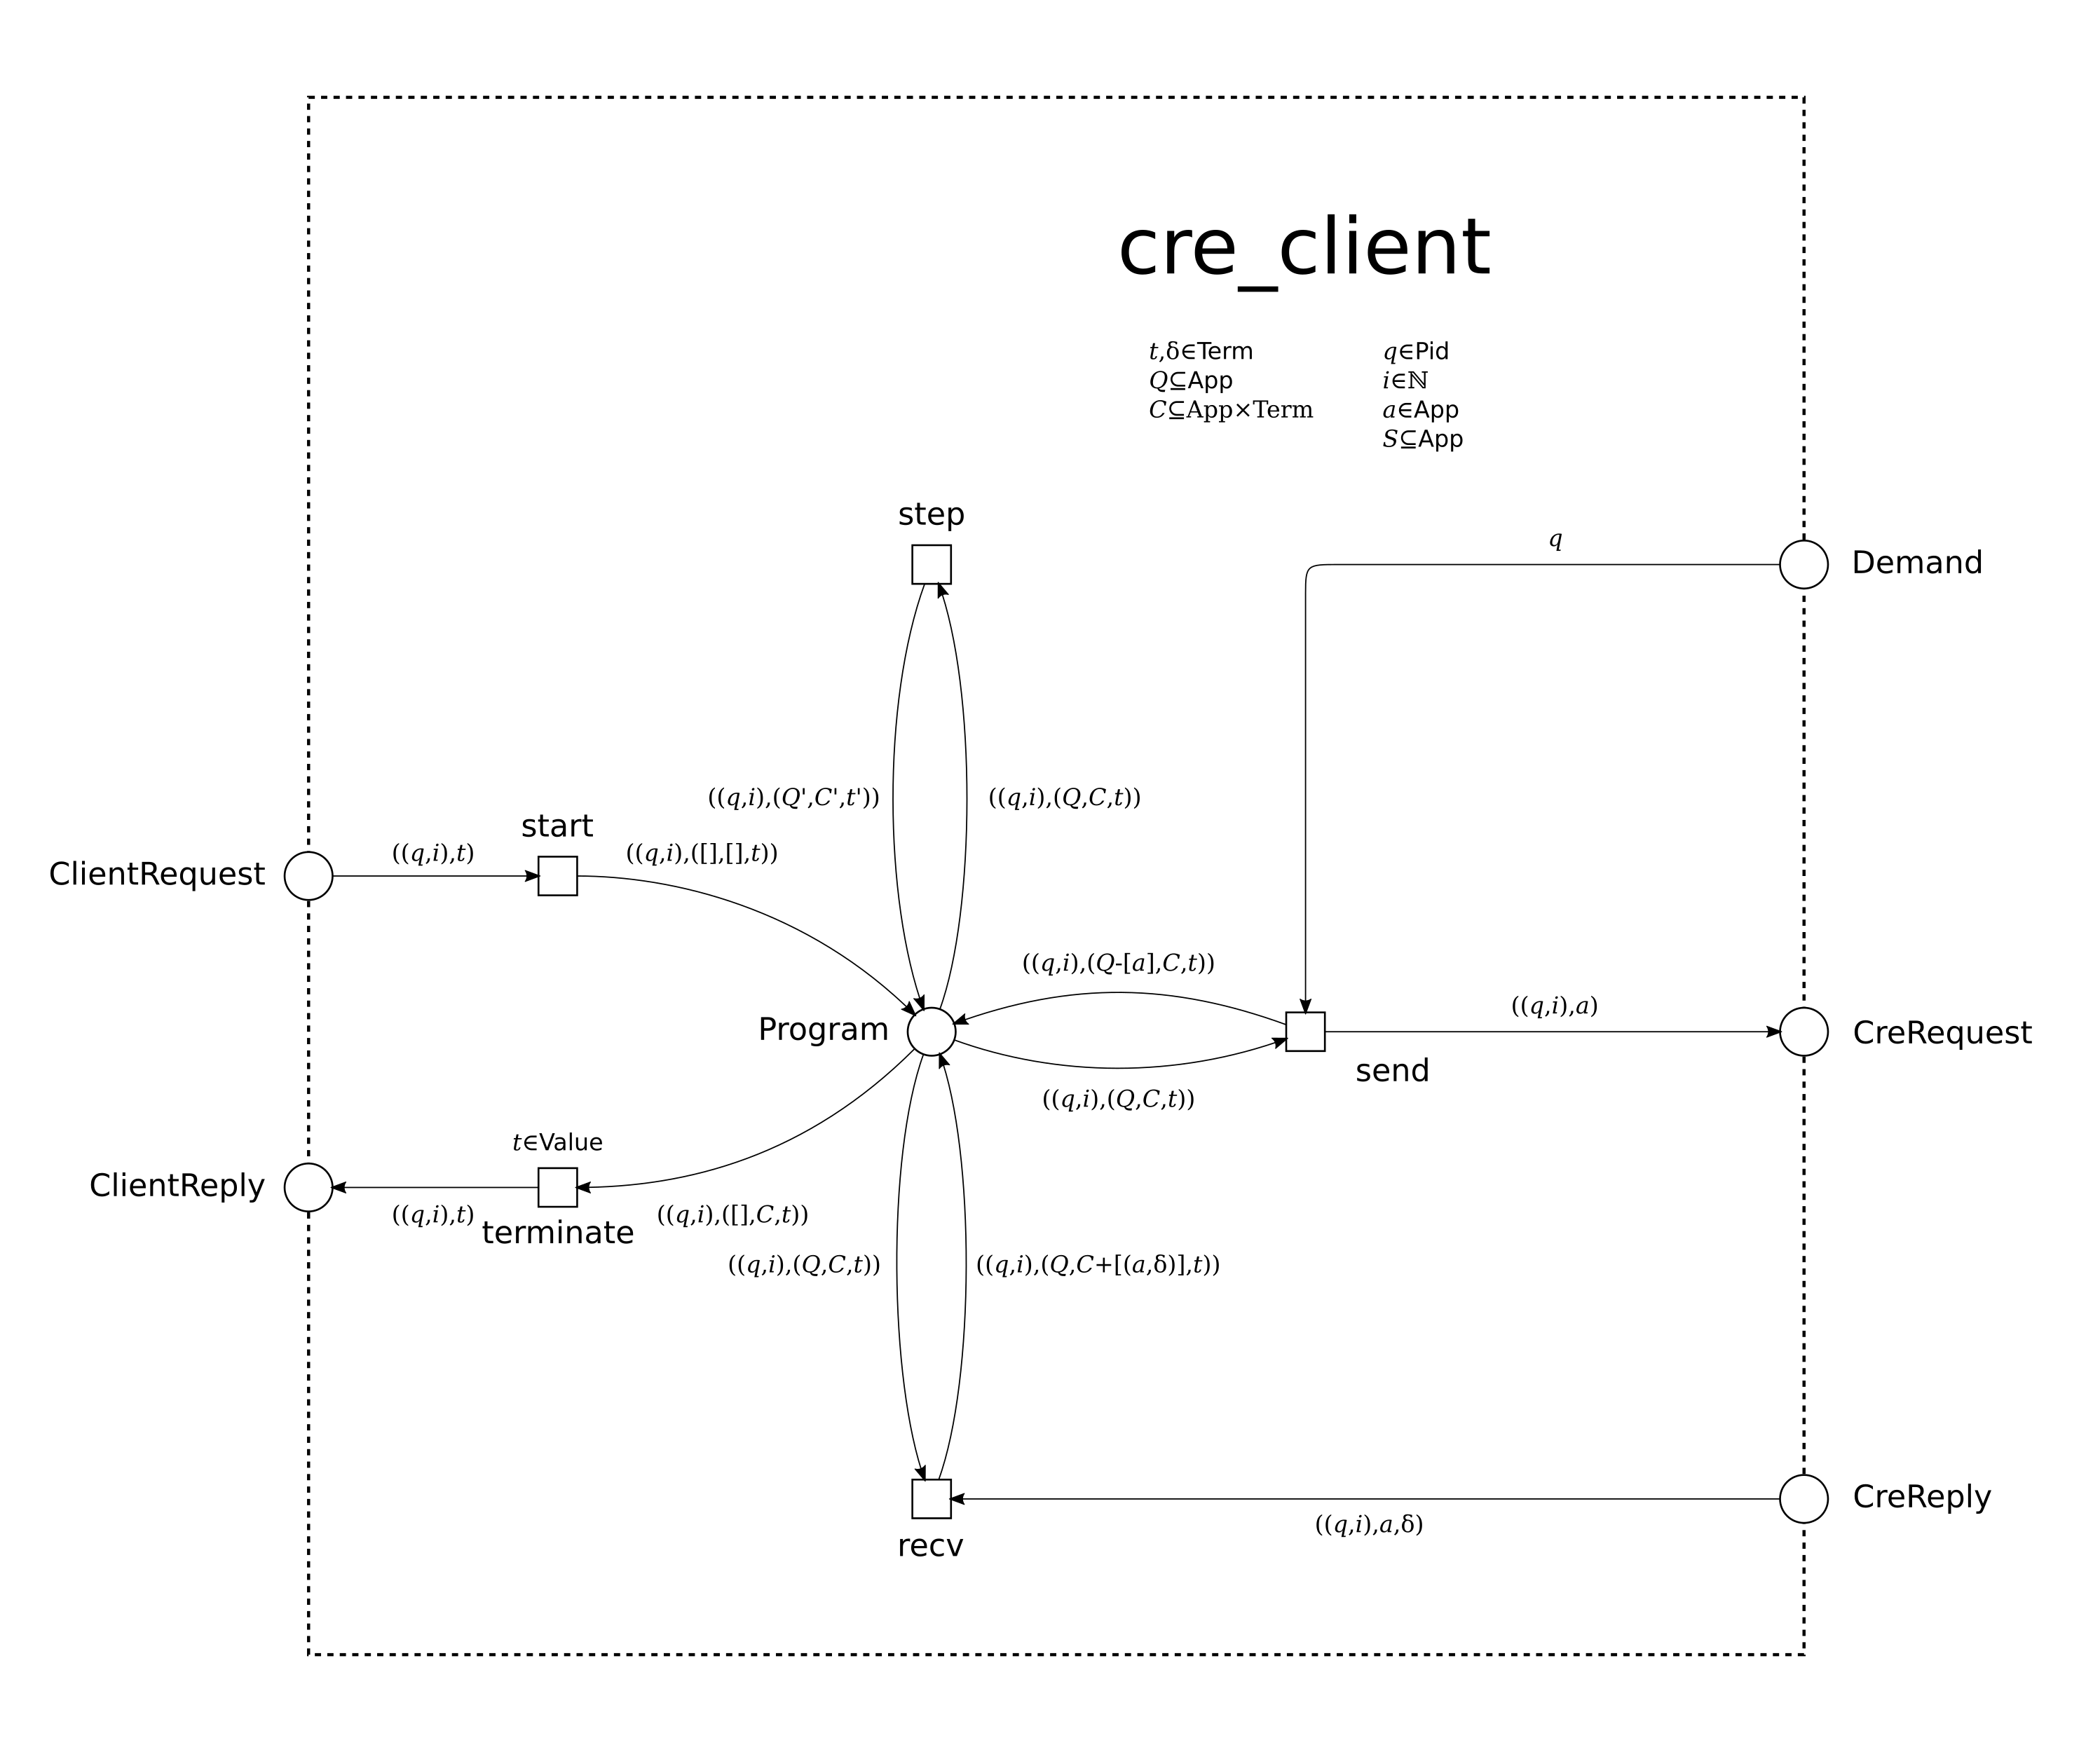 cre_client
t,δ∈Term
q∈Pid
Q⊆App
i∈ℕ
C⊆App×Term
a∈App
S⊆App
step
q
Demand
((q,i),(Q',C',t'))
((q,i),(Q,C,t))
start
ClientRequest
((q,i),t)
((q,i),([],[],t))
((q,i),(Q-[a],C,t))
((q,i),a)
Program
CreRequest
send
((q,i),(Q,C,t))
t∈Value
ClientReply
((q,i),t)
terminate
((q,i),([],C,t))
((q,i),(Q,C,t))
((q,i),(Q,C+[(a,δ)],t))
CreReply
((q,i),a,δ)
recv